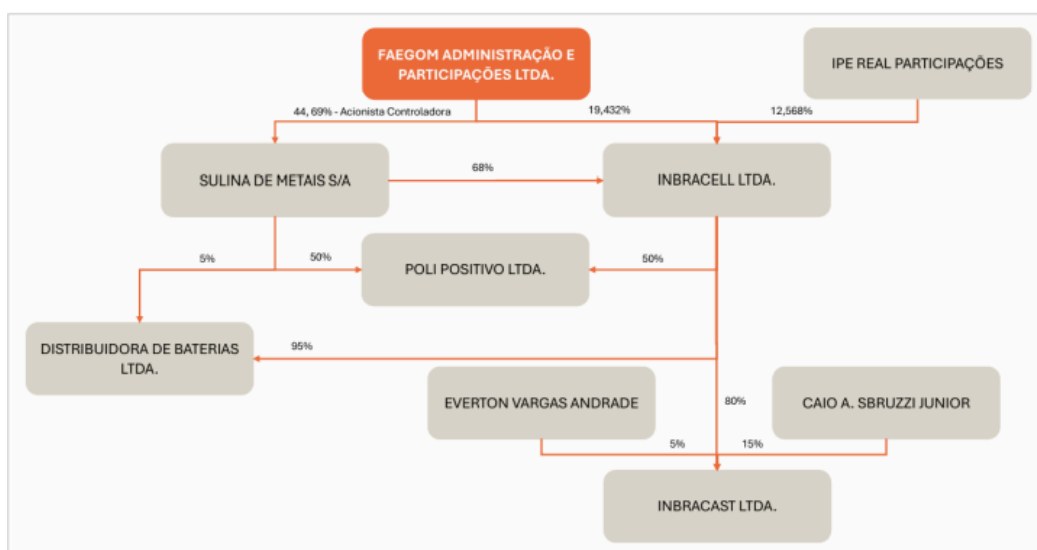 FAEGOM ADMINISTRAÇÃO E
PARTICIPAÇÕES LTDA.
IPE REAL PARTICIPAÇÕES
44, 69% - Acionista Controladora
19,432%
12,568%
SULINA DE METAIS S/A
68%
INBRACELL LTDA.
5%
50%
POLI POSITIVO LTDA.
50%
DISTRIBUIDORA DE BATERIAS
LTDA.
95%
EVERTON VARGAS ANDRADE
80%
CAIO A. SBRUZZI JUNIOR
5%
15%
INBRACAST LTDA.